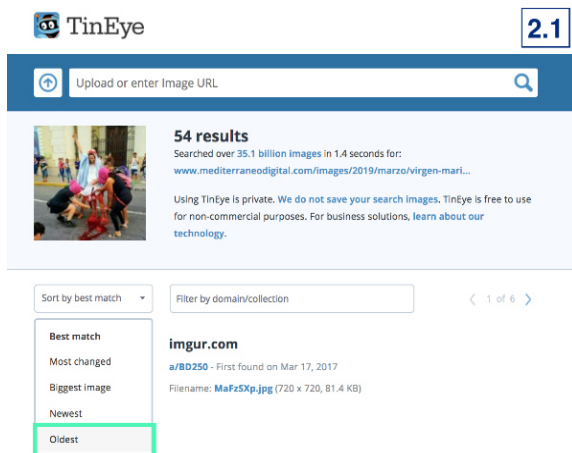 TinEye
2.1
Upload or enter Image URL
54 results
Searched over 35.1 billion images in 1.4 seconds for:
www.mediterraneodigital.com/images/2019/marzo/virgen-mari...
Using TinEye is private. We do not save your search images. TinEye is free to use
for non-commercial purposes. For business solutions, learn about our
technology.
Sort by best match
Filter by domain/collection
1 of 6
Best match
Most changed
Biggest image
Newest
Oldest
imgur.com
a/BD250 - First found on Mar 17, 2017
Filename: MaFzSXp.jpg (720 x 720, 81.4 KB)